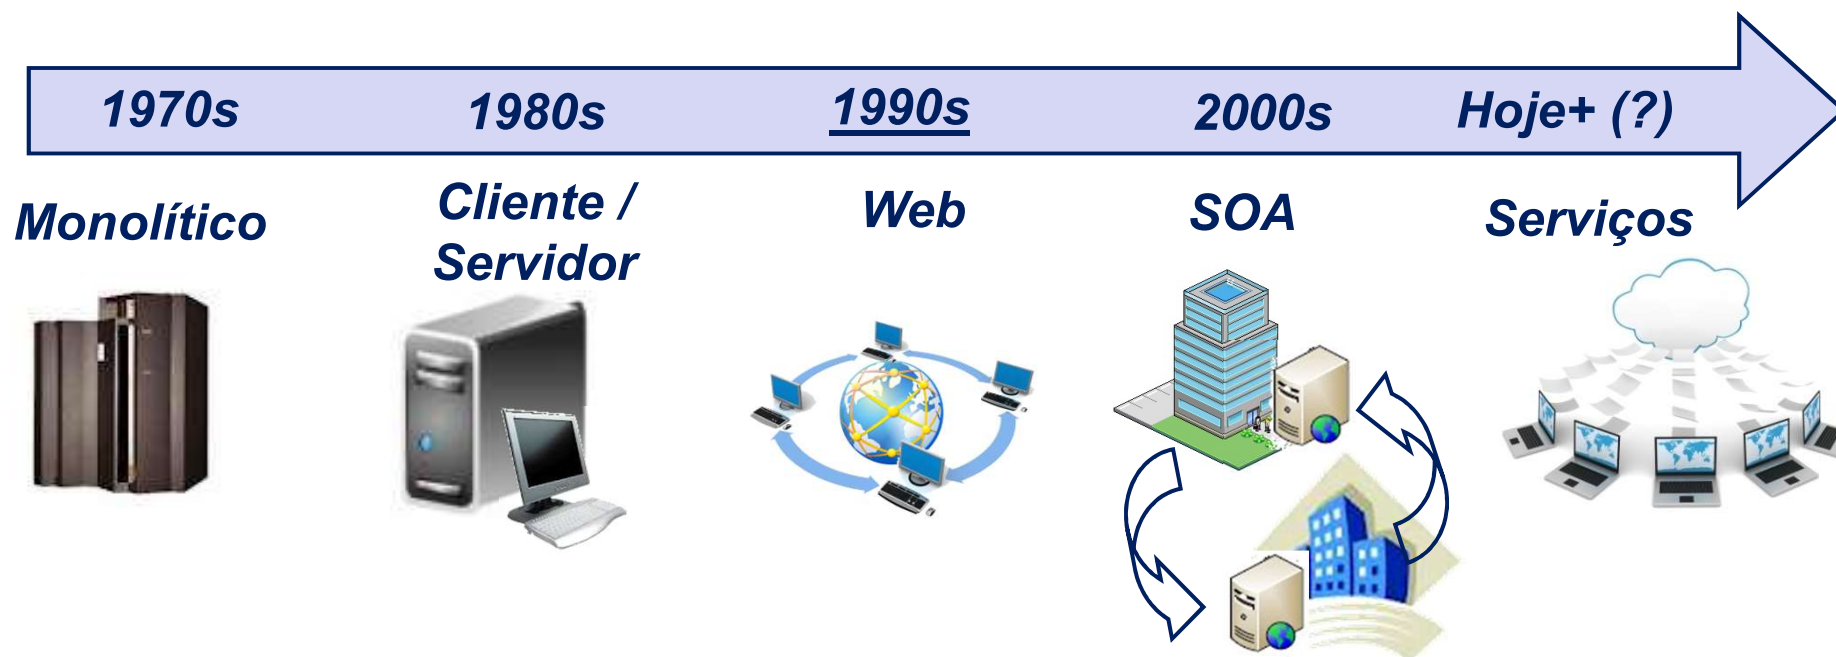 1970s
1980s
1990s
2000s
Hoje+ (?)
Monolítico
Cliente /
Servidor
Web
SOA
Serviços